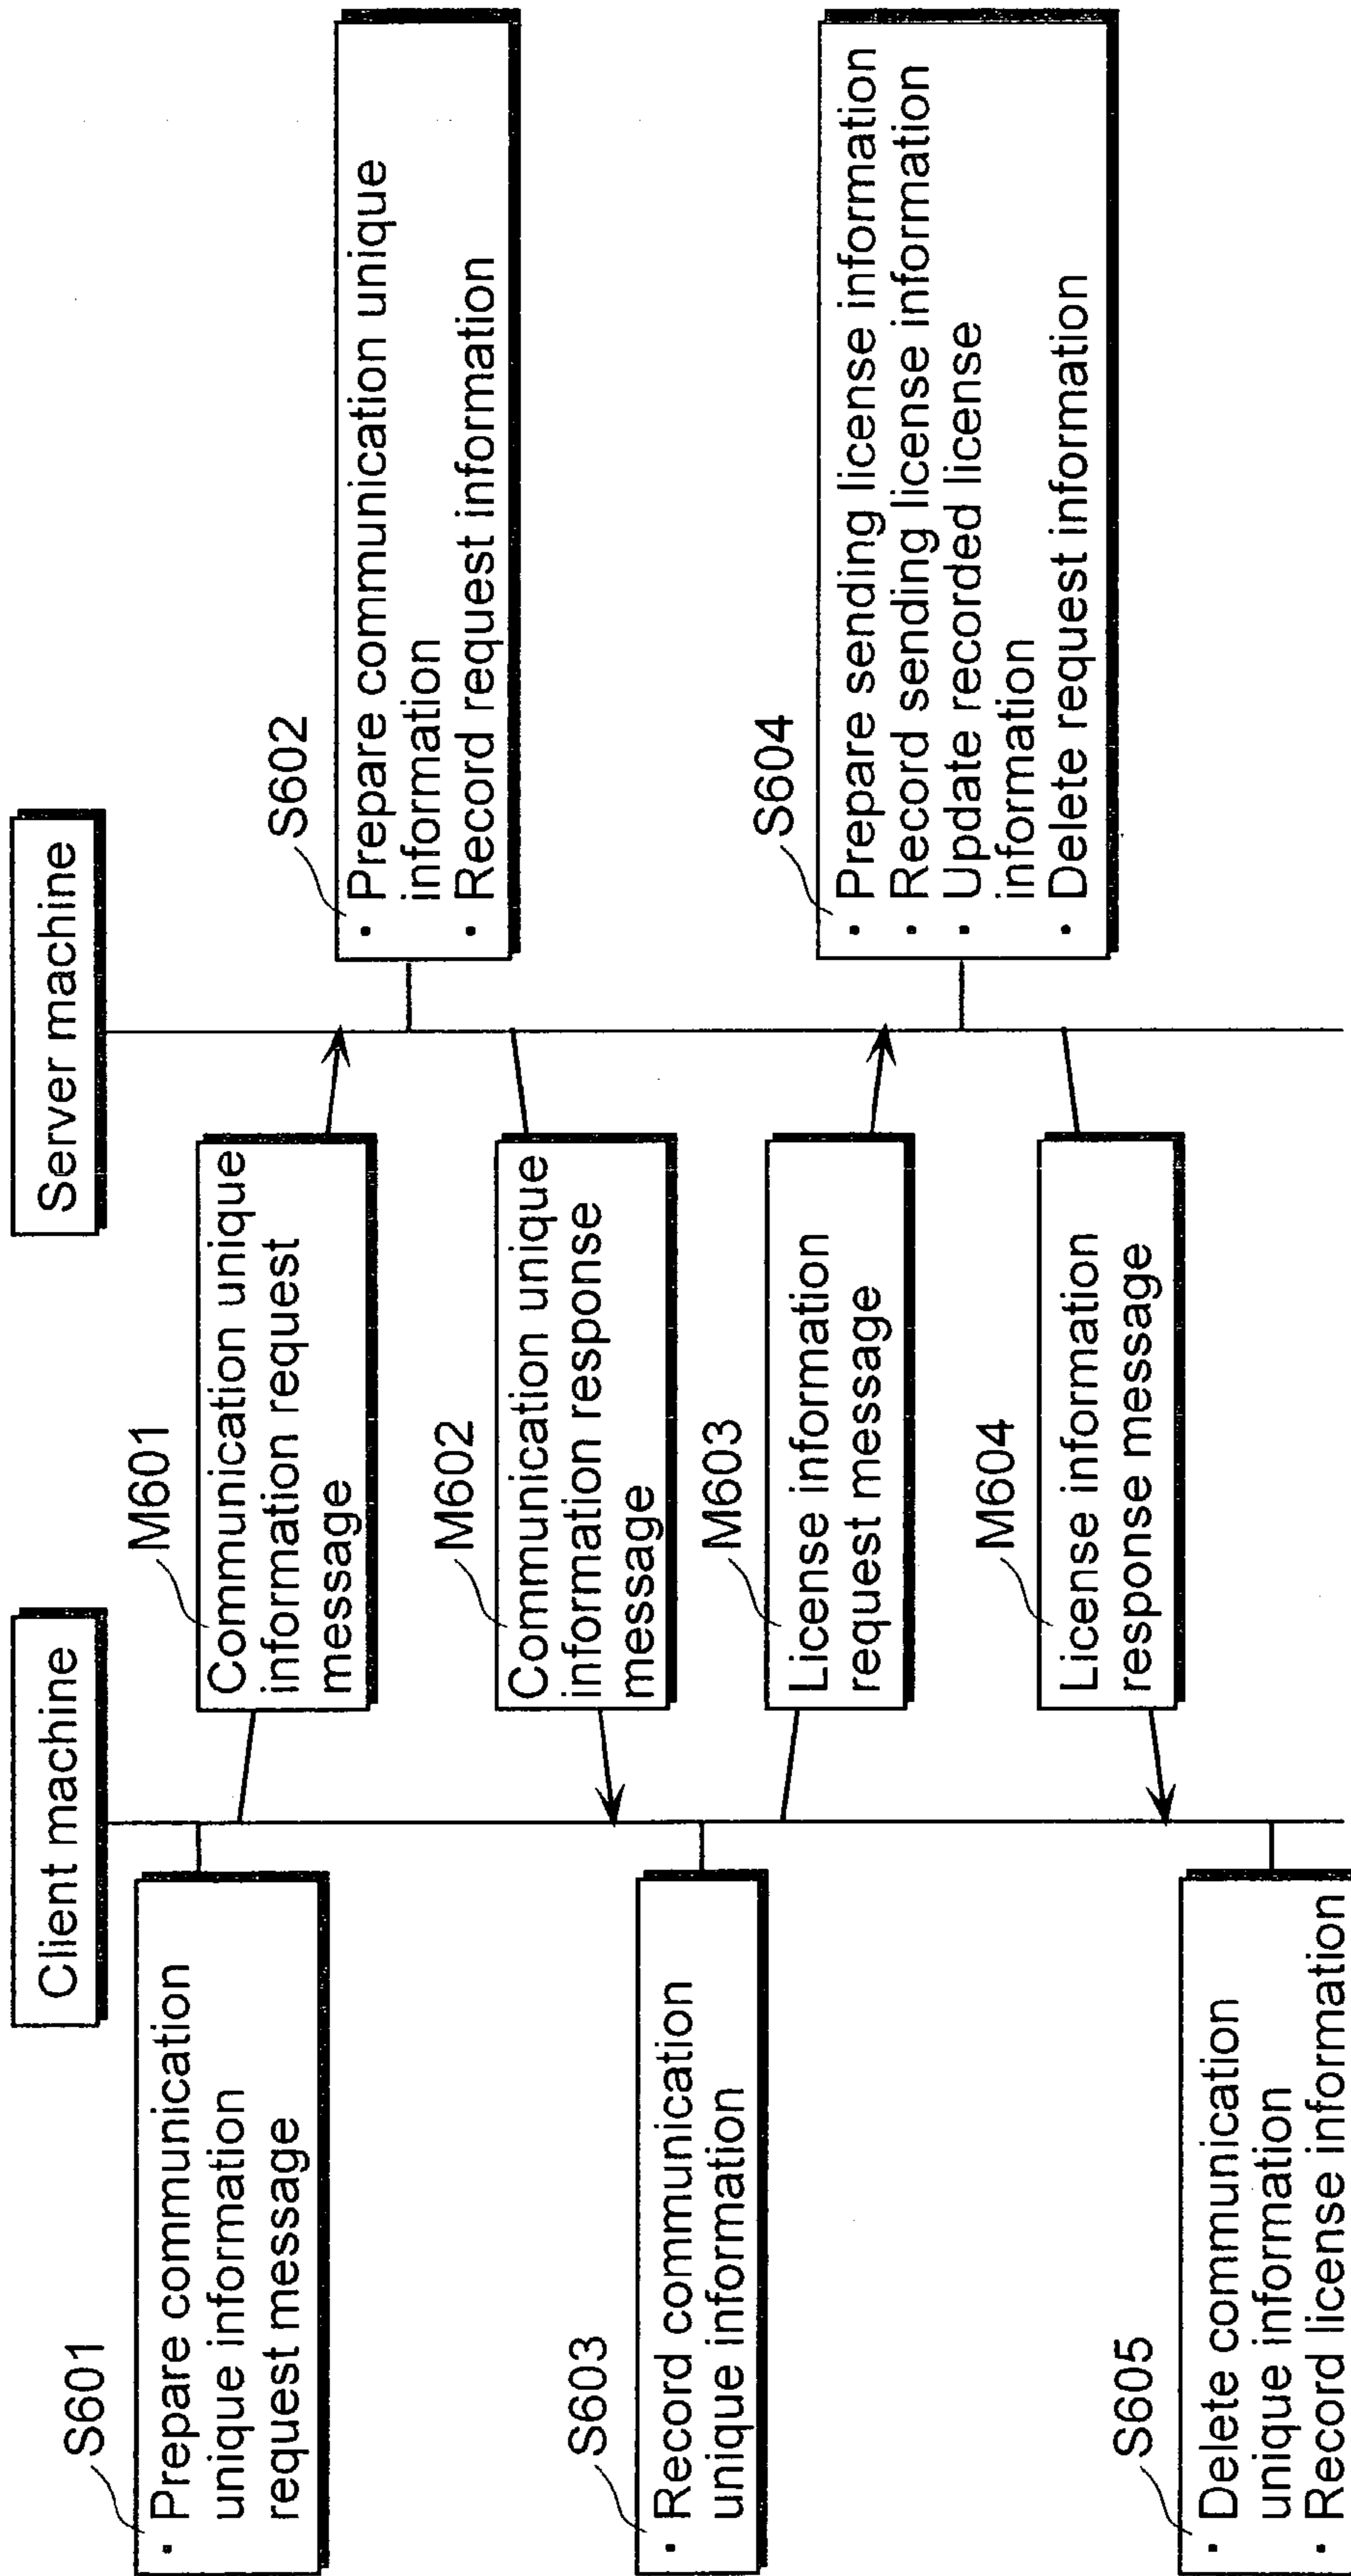 Client machine
Server machine
S601
· Prepare communication
unique information
request message
M601
Communication unique
information request
message
S602
· Prepare communication unique
information
· Record request information
M602
Communication unique
information response
message
S603
· Record communication
unique information
M603
License information
request message
S604
· Prepare sending license information
· Record sending license information
· Update recorded license
information
· Delete request information
M604
License information
response message
S605
· Delete communication
unique information
· Record license information